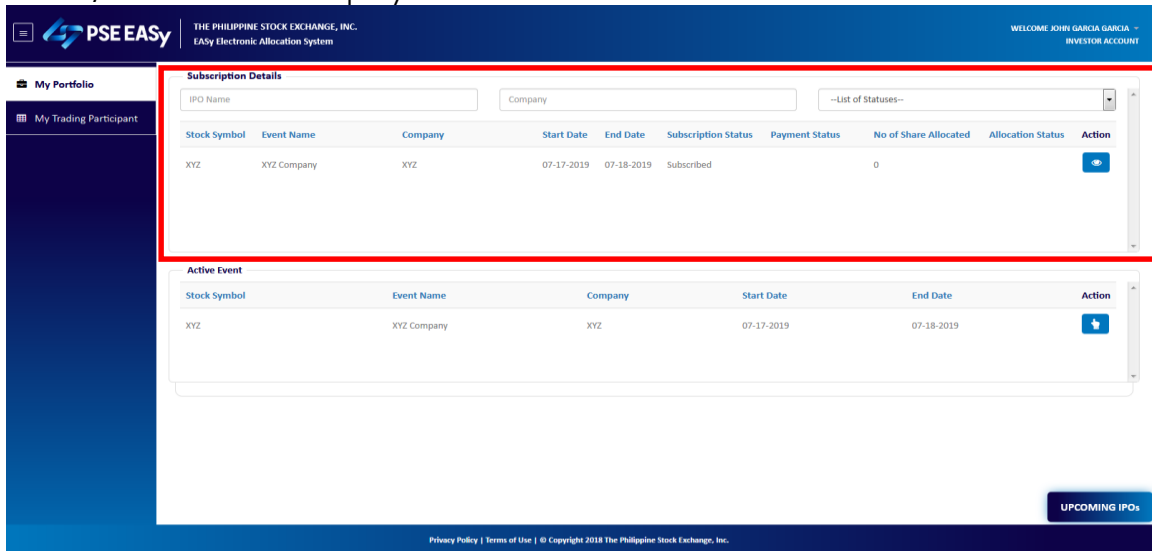 PSE EASy
THE PHILIPPINE STOCK EXCHANGE, INC.
EASy Electronic Allocation System
WELCOME JOHN GARCIA GARCIA
INVESTOR ACCOUNT
My Portfolio
My Trading Participant
Subscription Details
IPO Name Company --List of Statuses--
Stock Symbol Event Name Company Start Date End Date Subscription Status Payment Status No of Share Allocated Allocation Status Action
XYZ XYZ Company XYZ 07-17-2019 07-18-2019 Subscribed 0
Active Event
Stock Symbol Event Name Company Start Date End Date Action
XYZ XYZ Company XYZ 07-17-2019 07-18-2019
UPCOMING IPOs
Privacy Policy | Terms of Use | © Copyright 2018 The Philippine Stock Exchange, Inc.